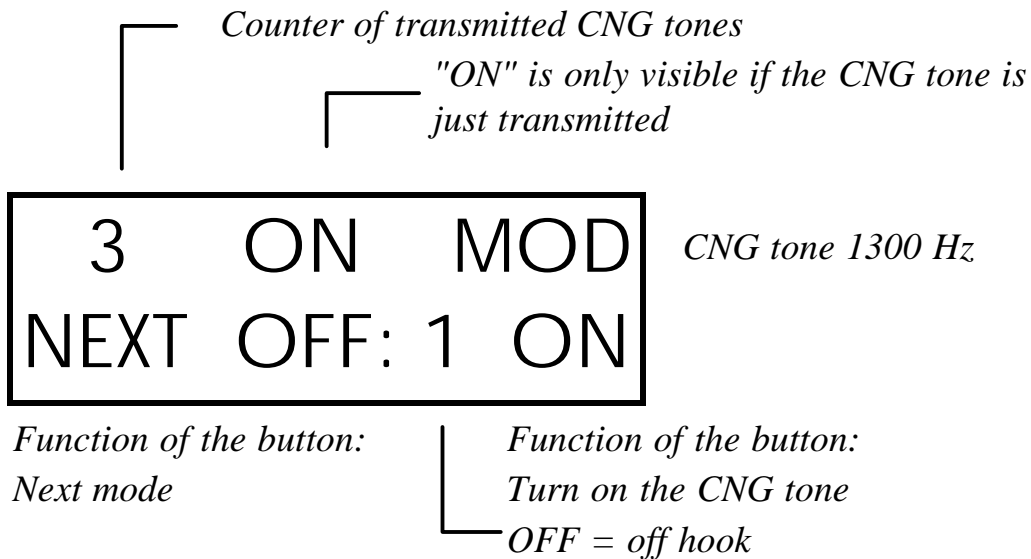 Counter of transmitted CNG tones
"ON" is only visible if the CNG tone is
just transmitted
3 ON MOD
CNG tone 1300 Hz
NEXT OFF: 1 ON
Function of the button:
Next mode
Function of the button:
Turn on the CNG tone
OFF = off hook